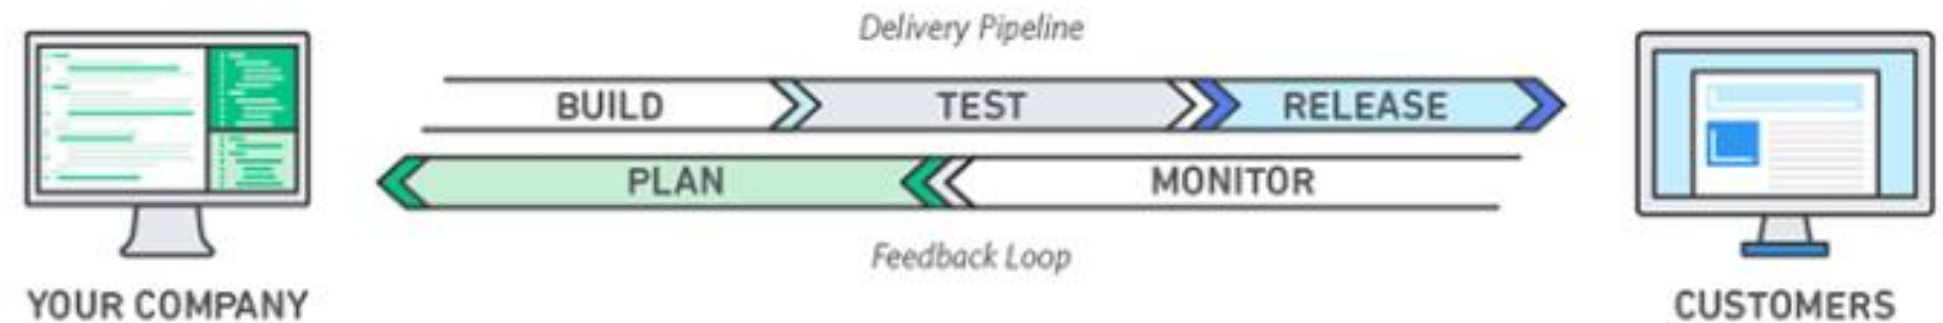 Delivery Pipeline
BUILD TEST RELEASE
PLAN MONITOR
Feedback Loop
YOUR COMPANY CUSTOMERS